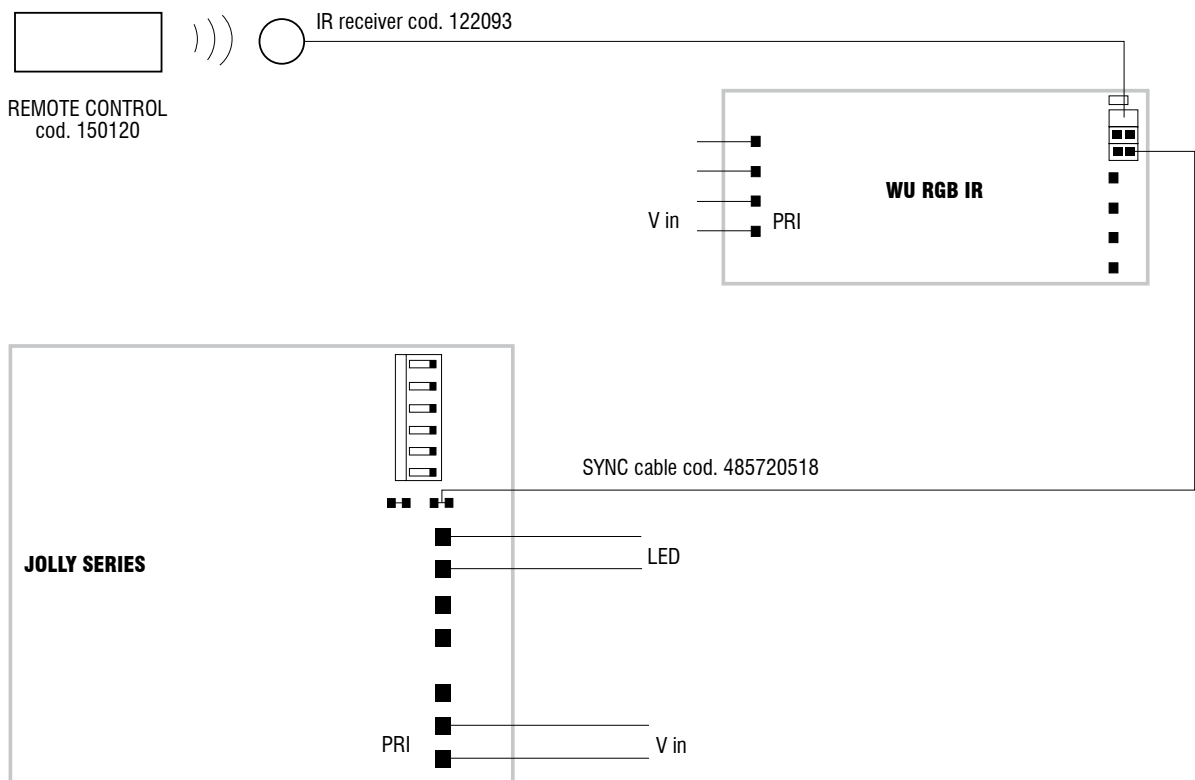 IR receiver cod. 122093
REMOTE CONTROL
cod. 150120
WU RGB IR
V in
PRI
SYNC cable cod. 485720518
JOLLY SERIES
LED
PRI
V in